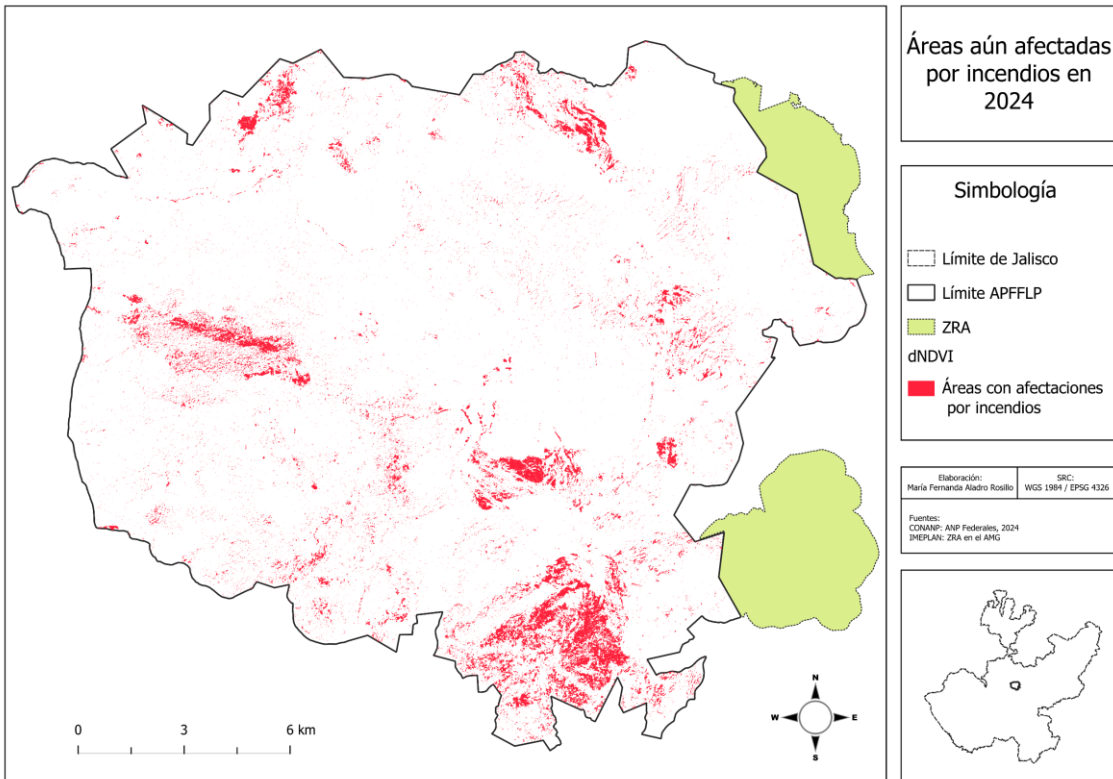 Áreas aún afectadas
por incendios en
2024
Simbología
Límite de Jalisco
Límite APFFLP
ZRA
dNDVI
Áreas con afectaciones
por incendios
Elaboración:
María Fernanda Aladro Rosillo
SRC:
WGS 1984 / EPSG 4326
Fuentes:
CONANP: ANP Federales, 2024
IMEPLAN: ZRA en el AMG
0 3 6 km
N
W E
S